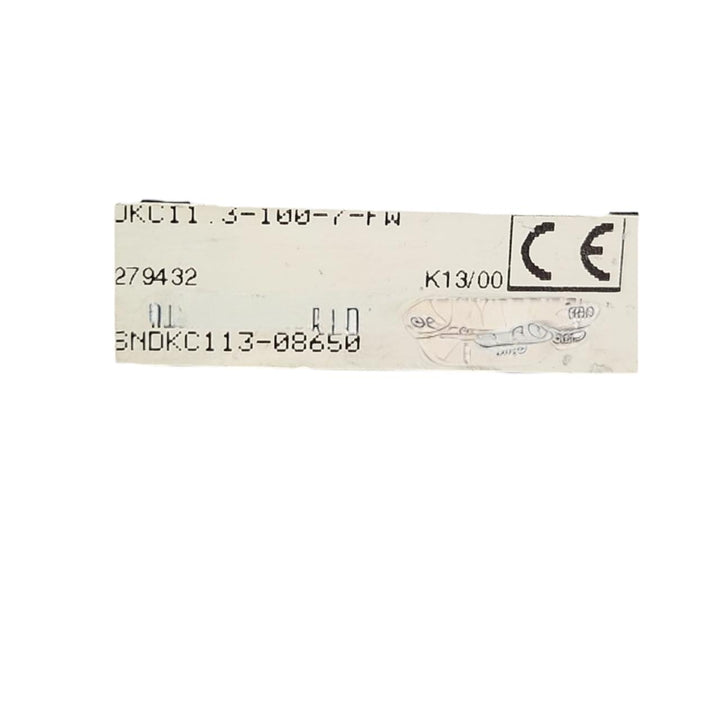 DKC11.3-100-7-FW
CE
279432 K13/00
SNDKC113-08650